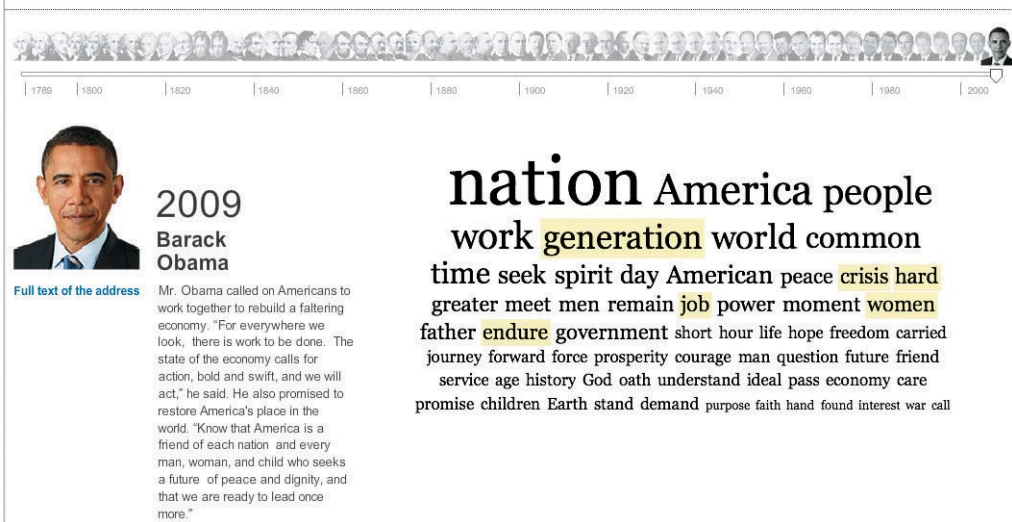 1789 1800 1820 1840 1860 1880 1900 1920 1940 1960 1980 2000
2009
Barack
Obama
Full text of the address
Mr. Obama called on Americans to
work together to rebuild a faltering
economy. “For everywhere we
look, there is work to be done. The
state of the economy calls for
action, bold and swift, and we will
act,” he said. He also promised to
restore America's place in the
world. “Know that America is a
friend of each nation and every
man, woman, and child who seeks
a future of peace and dignity, and
that we are ready to lead once
more.”
nation America people
work generation world common
time seek spirit day American peace crisis hard
greater meet men remain job power moment women
father endure government short hour life hope freedom carried
journey forward force prosperity courage man question future friend
service age history God oath understand ideal pass economy care
promise children Earth stand demand purpose faith hand found interest war call